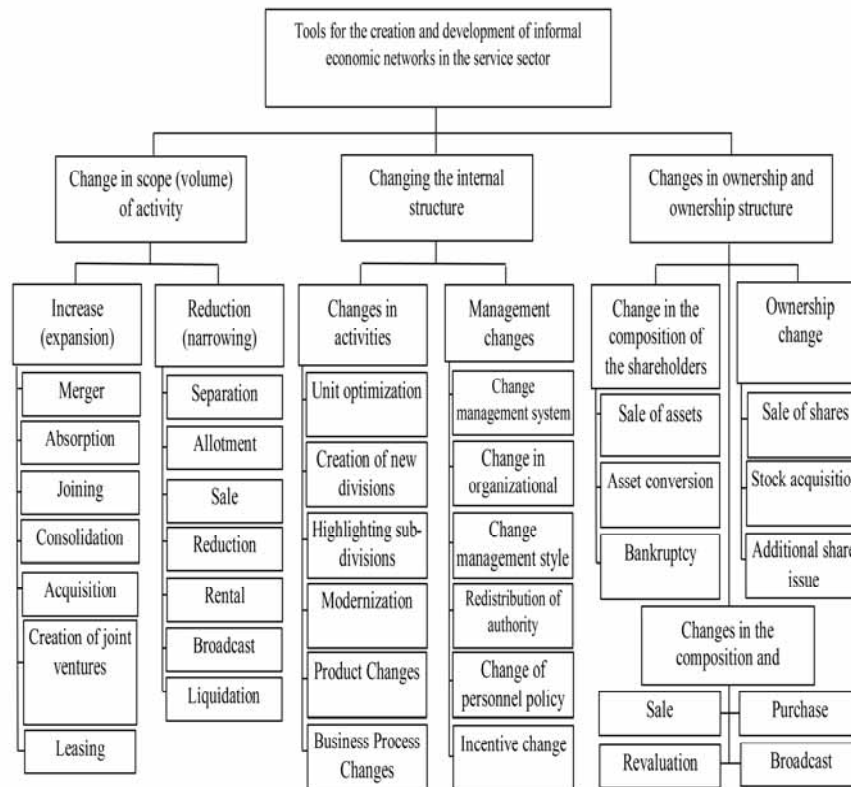 Tools for the creation and development of informal
economic networks in the service sector
Change in scope (volume)
of activity
Changing the internal
structure
Changes in ownership and
ownership structure
Increase
(expansion)
Merger
Absorption
Joining
Consolidation
Acquisition
Creation of joint
ventures
Leasing
Reduction
(narrowing)
Separation
Allotment
Sale
Reduction
Rental
Broadcast
Liquidation
Changes in
activities
Unit optimization
Creation of new
divisions
Highlighting sub-
divisions
Modernization
Product Changes
Business Process
Changes
Management
changes
Change
management system
Change in
organizational
Change
management style
Redistribution of
authority
Change of
personnel policy
Incentive change
Change in the
composition of
the shareholders
Sale of assets
Asset conversion
Bankruptcy
Ownership
change
Sale of shares
Stock acquisition
Additional share
issue
Changes in the
composition and
Sale
Purchase
Revaluation
Broadcast